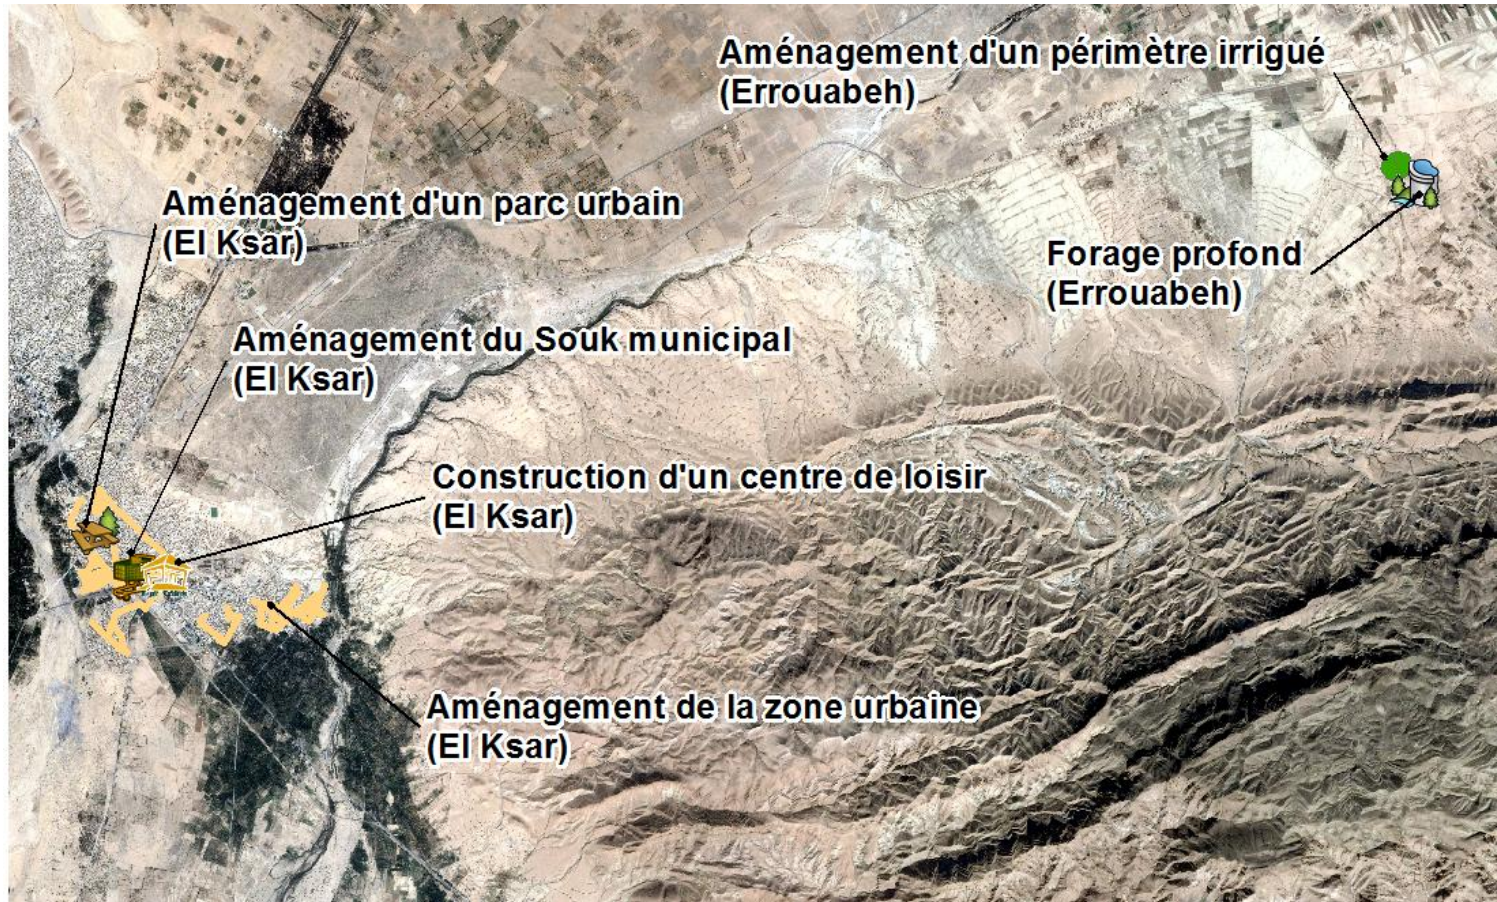 Aménagement d'un périmètre irrigué
(Errouabeh)
Aménagement d'un parc urbain
(El Ksar)
Forage profond
(Errouabeh)
Aménagement du Souk municipal
(El Ksar)
Construction d'un centre de loisir
(El Ksar)
Aménagement de la zone urbaine
(El Ksar)